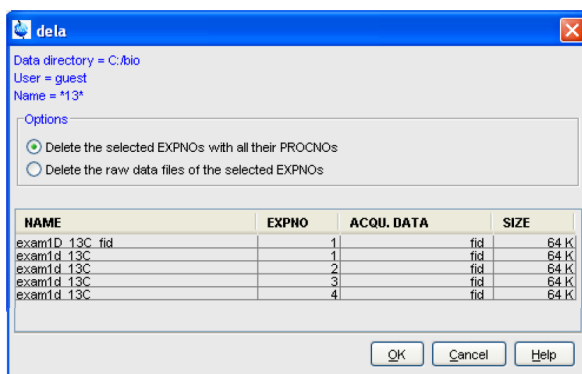 dela
Data directory = C:/bio
User = guest
Name = *13*
Options
Delete the selected EXPNOs with all their PROCNOs
Delete the raw data files of the selected EXPNOs
NAME EXPNO ACQU. DATA SIZE
exam1D_13C_fid 1 fid 64 K
exam1d_13C 1 fid 64 K
exam1d_13C 2 fid 64 K
exam1d_13C 3 fid 64 K
exam1d_13C 4 fid 64 K
OK Cancel Help